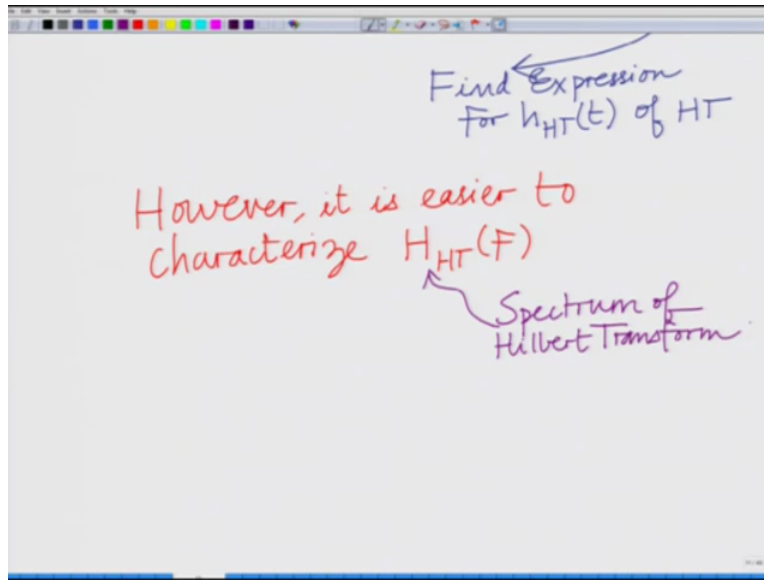 Find Expression
For h_HT(t) of HT
However, it is easier to
characterize H_HT(F)
Spectrum of
Hilbert Transform